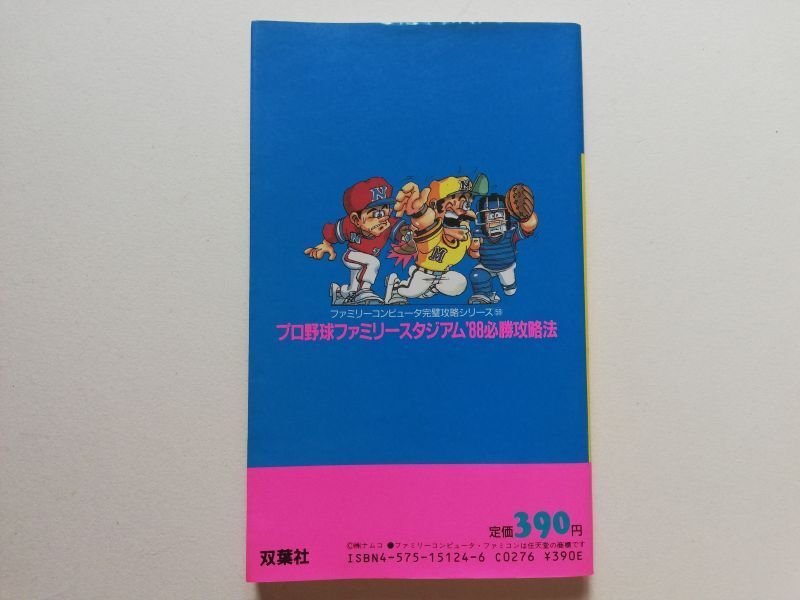 N
M
N
N
M
ファミリーコンピュータ完璧攻略シリーズ㊾
プロ野球ファミリースタジアム'88必勝攻略法
定価390円
©㈱ナムコ ●ファミリーコンピュータ・ファミコンは任天堂の商標です
双葉社
ISBN4-575-15124-6 C0276 ¥390E